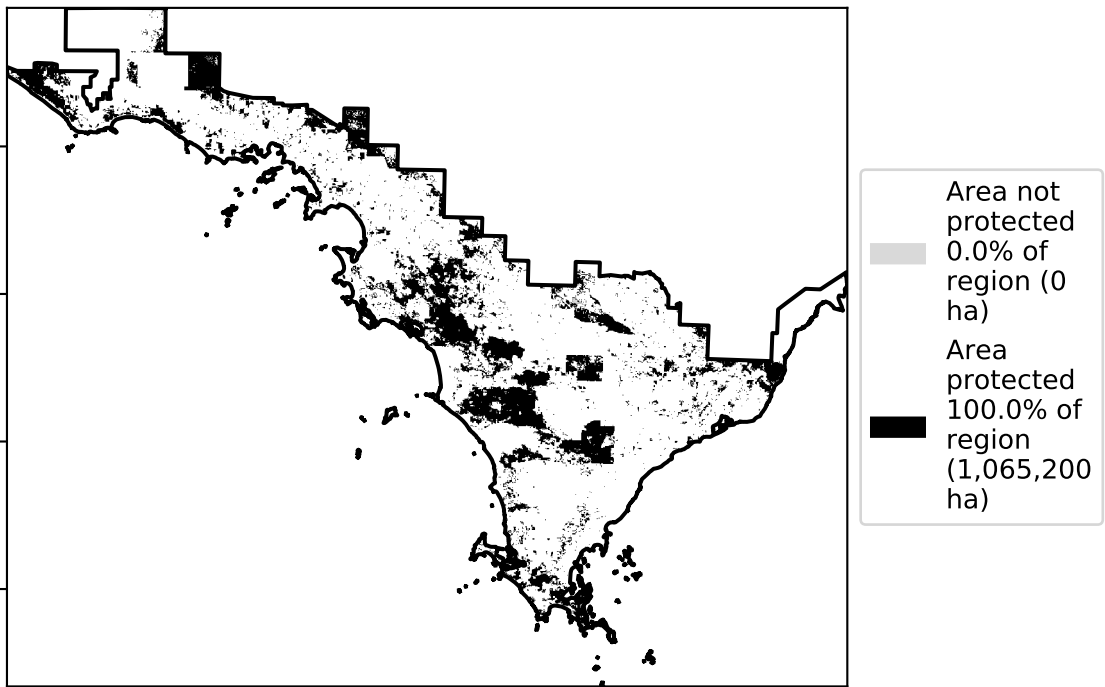 Area not
protected
0.0% of
region (0
ha)
Area
protected
100.0% of
region
(1,065,200
ha)